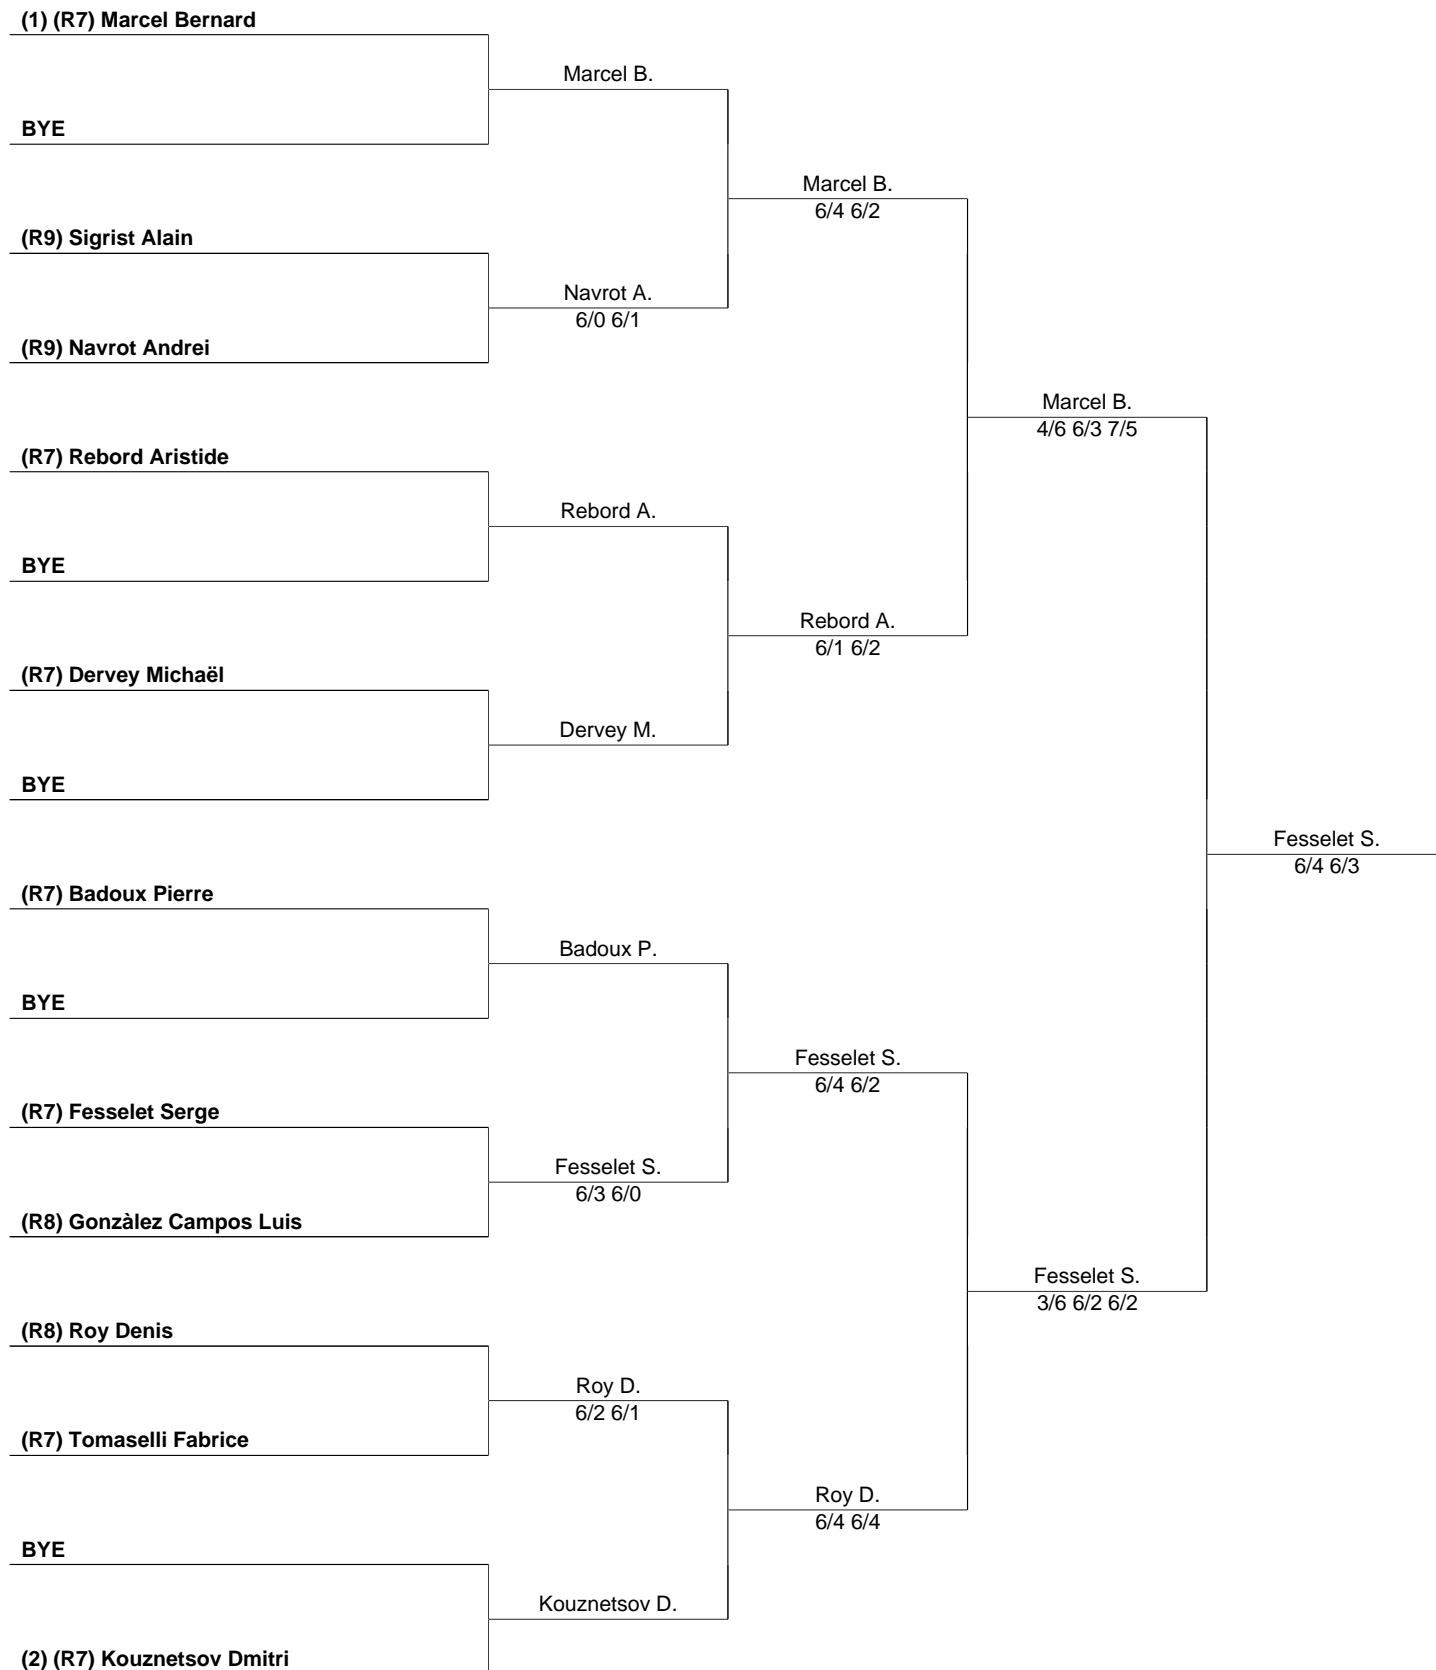 (1) (R7) Marcel Bernard
Marcel B.
BYE
Marcel B.
6/4 6/2
(R9) Sigrist Alain
Navrot A.
6/0 6/1
(R9) Navrot Andrei
Marcel B.
4/6 6/3 7/5
(R7) Rebord Aristide
Rebord A.
BYE
Rebord A.
6/1 6/2
(R7) Dervey Michaël
Dervey M.
BYE
Fesselet S.
6/4 6/3
(R7) Badoux Pierre
Badoux P.
BYE
Fesselet S.
6/4 6/2
(R7) Fesselet Serge
Fesselet S.
6/3 6/0
(R8) Gonzàlez Campos Luis
Fesselet S.
3/6 6/2 6/2
(R8) Roy Denis
Roy D.
6/2 6/1
(R7) Tomaselli Fabrice
Roy D.
6/4 6/4
BYE
Kouznetsov D.
(2) (R7) Kouznetsov Dmitri